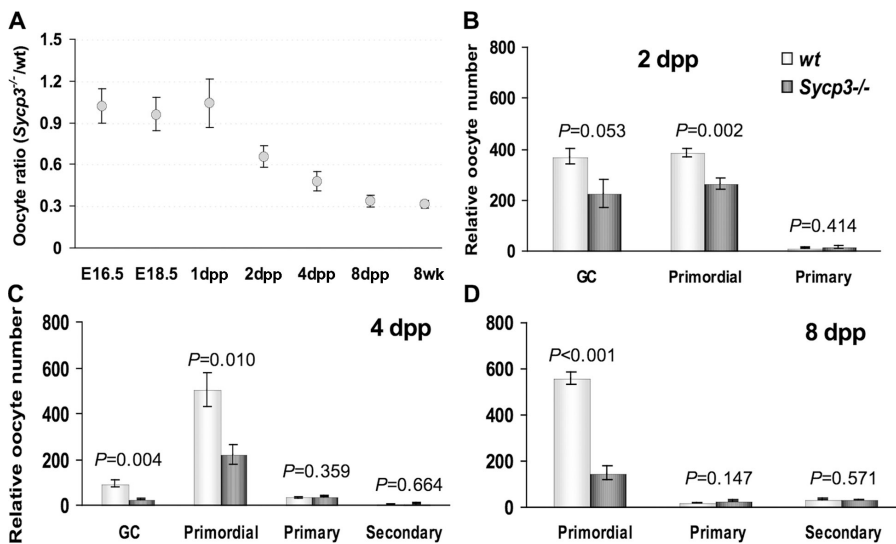 A
Oocyte ratio (Sycp3-/-/wt)
1.5
1.2
0.9
0.6
0.3
0
E16.5 E18.5 1dpp 2dpp 4dpp 8dpp 8wk
B
Relative oocyte number
800
600
400
200
0
2 dpp
wt
Sycp3-/-
P=0.053 P=0.002 P=0.414
GC Primordial Primary
C
Relative oocyte number
800
600
400
200
0
4 dpp
P=0.004 P=0.010 P=0.359 P=0.664
GC Primordial Primary Secondary
D
800
600
400
200
0
8 dpp
P<0.001 P=0.147 P=0.571
Primordial Primary Secondary